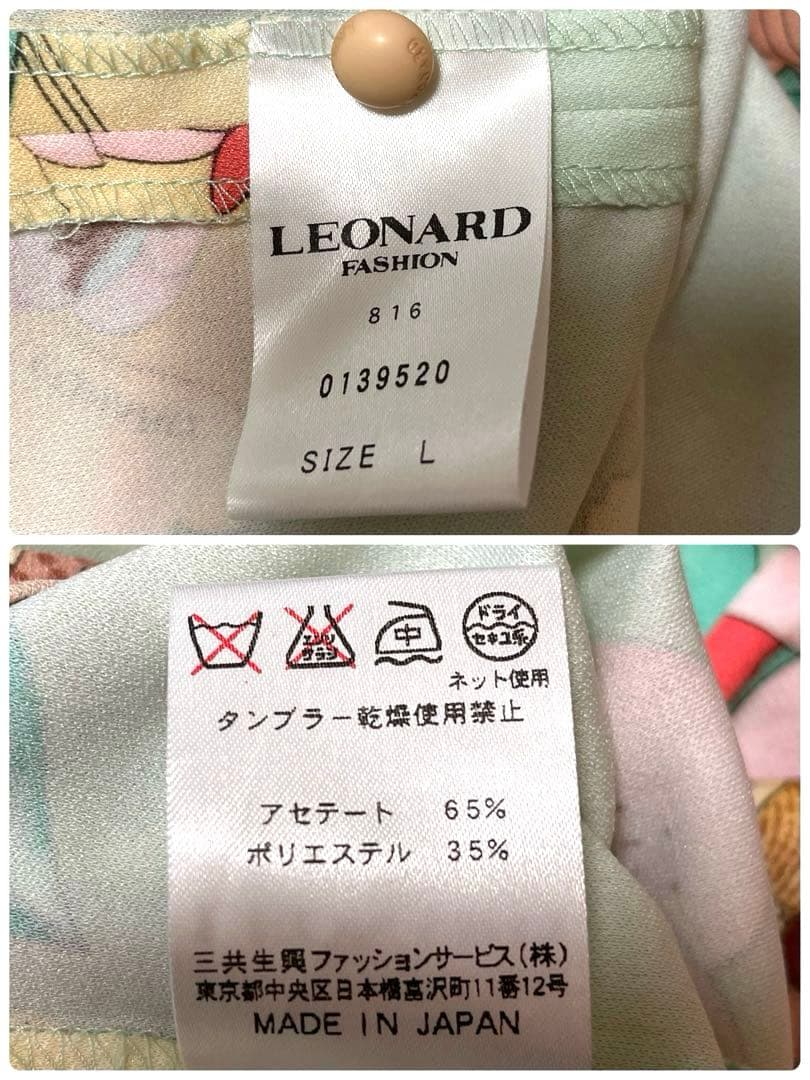 LEONARD
FASHION
816
0139520
SIZE L
エンソ
サラシ
中
ドライ
セキユ系
ネット使用
タンブラー乾燥使用禁止
アセテート 65%
ポリエステル 35%
三共生興ファッションサービス(株)
東京都中央区日本橋富沢町11番12号
MADE IN JAPAN